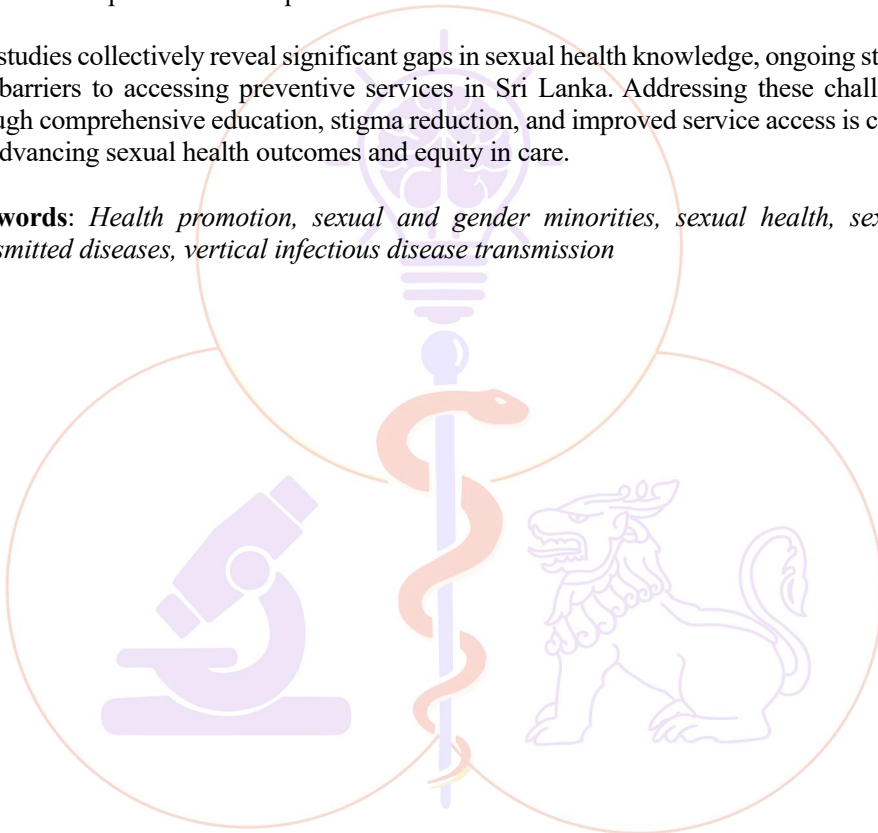 studies collectively reveal significant gaps in sexual health knowledge, ongoing st
barriers to accessing preventive services in Sri Lanka. Addressing these chall
ugh comprehensive education, stigma reduction, and improved service access is c
dvancing sexual health outcomes and equity in care.
words: Health promotion, sexual and gender minorities, sexual health, sex
smitted diseases, vertical infectious disease transmission